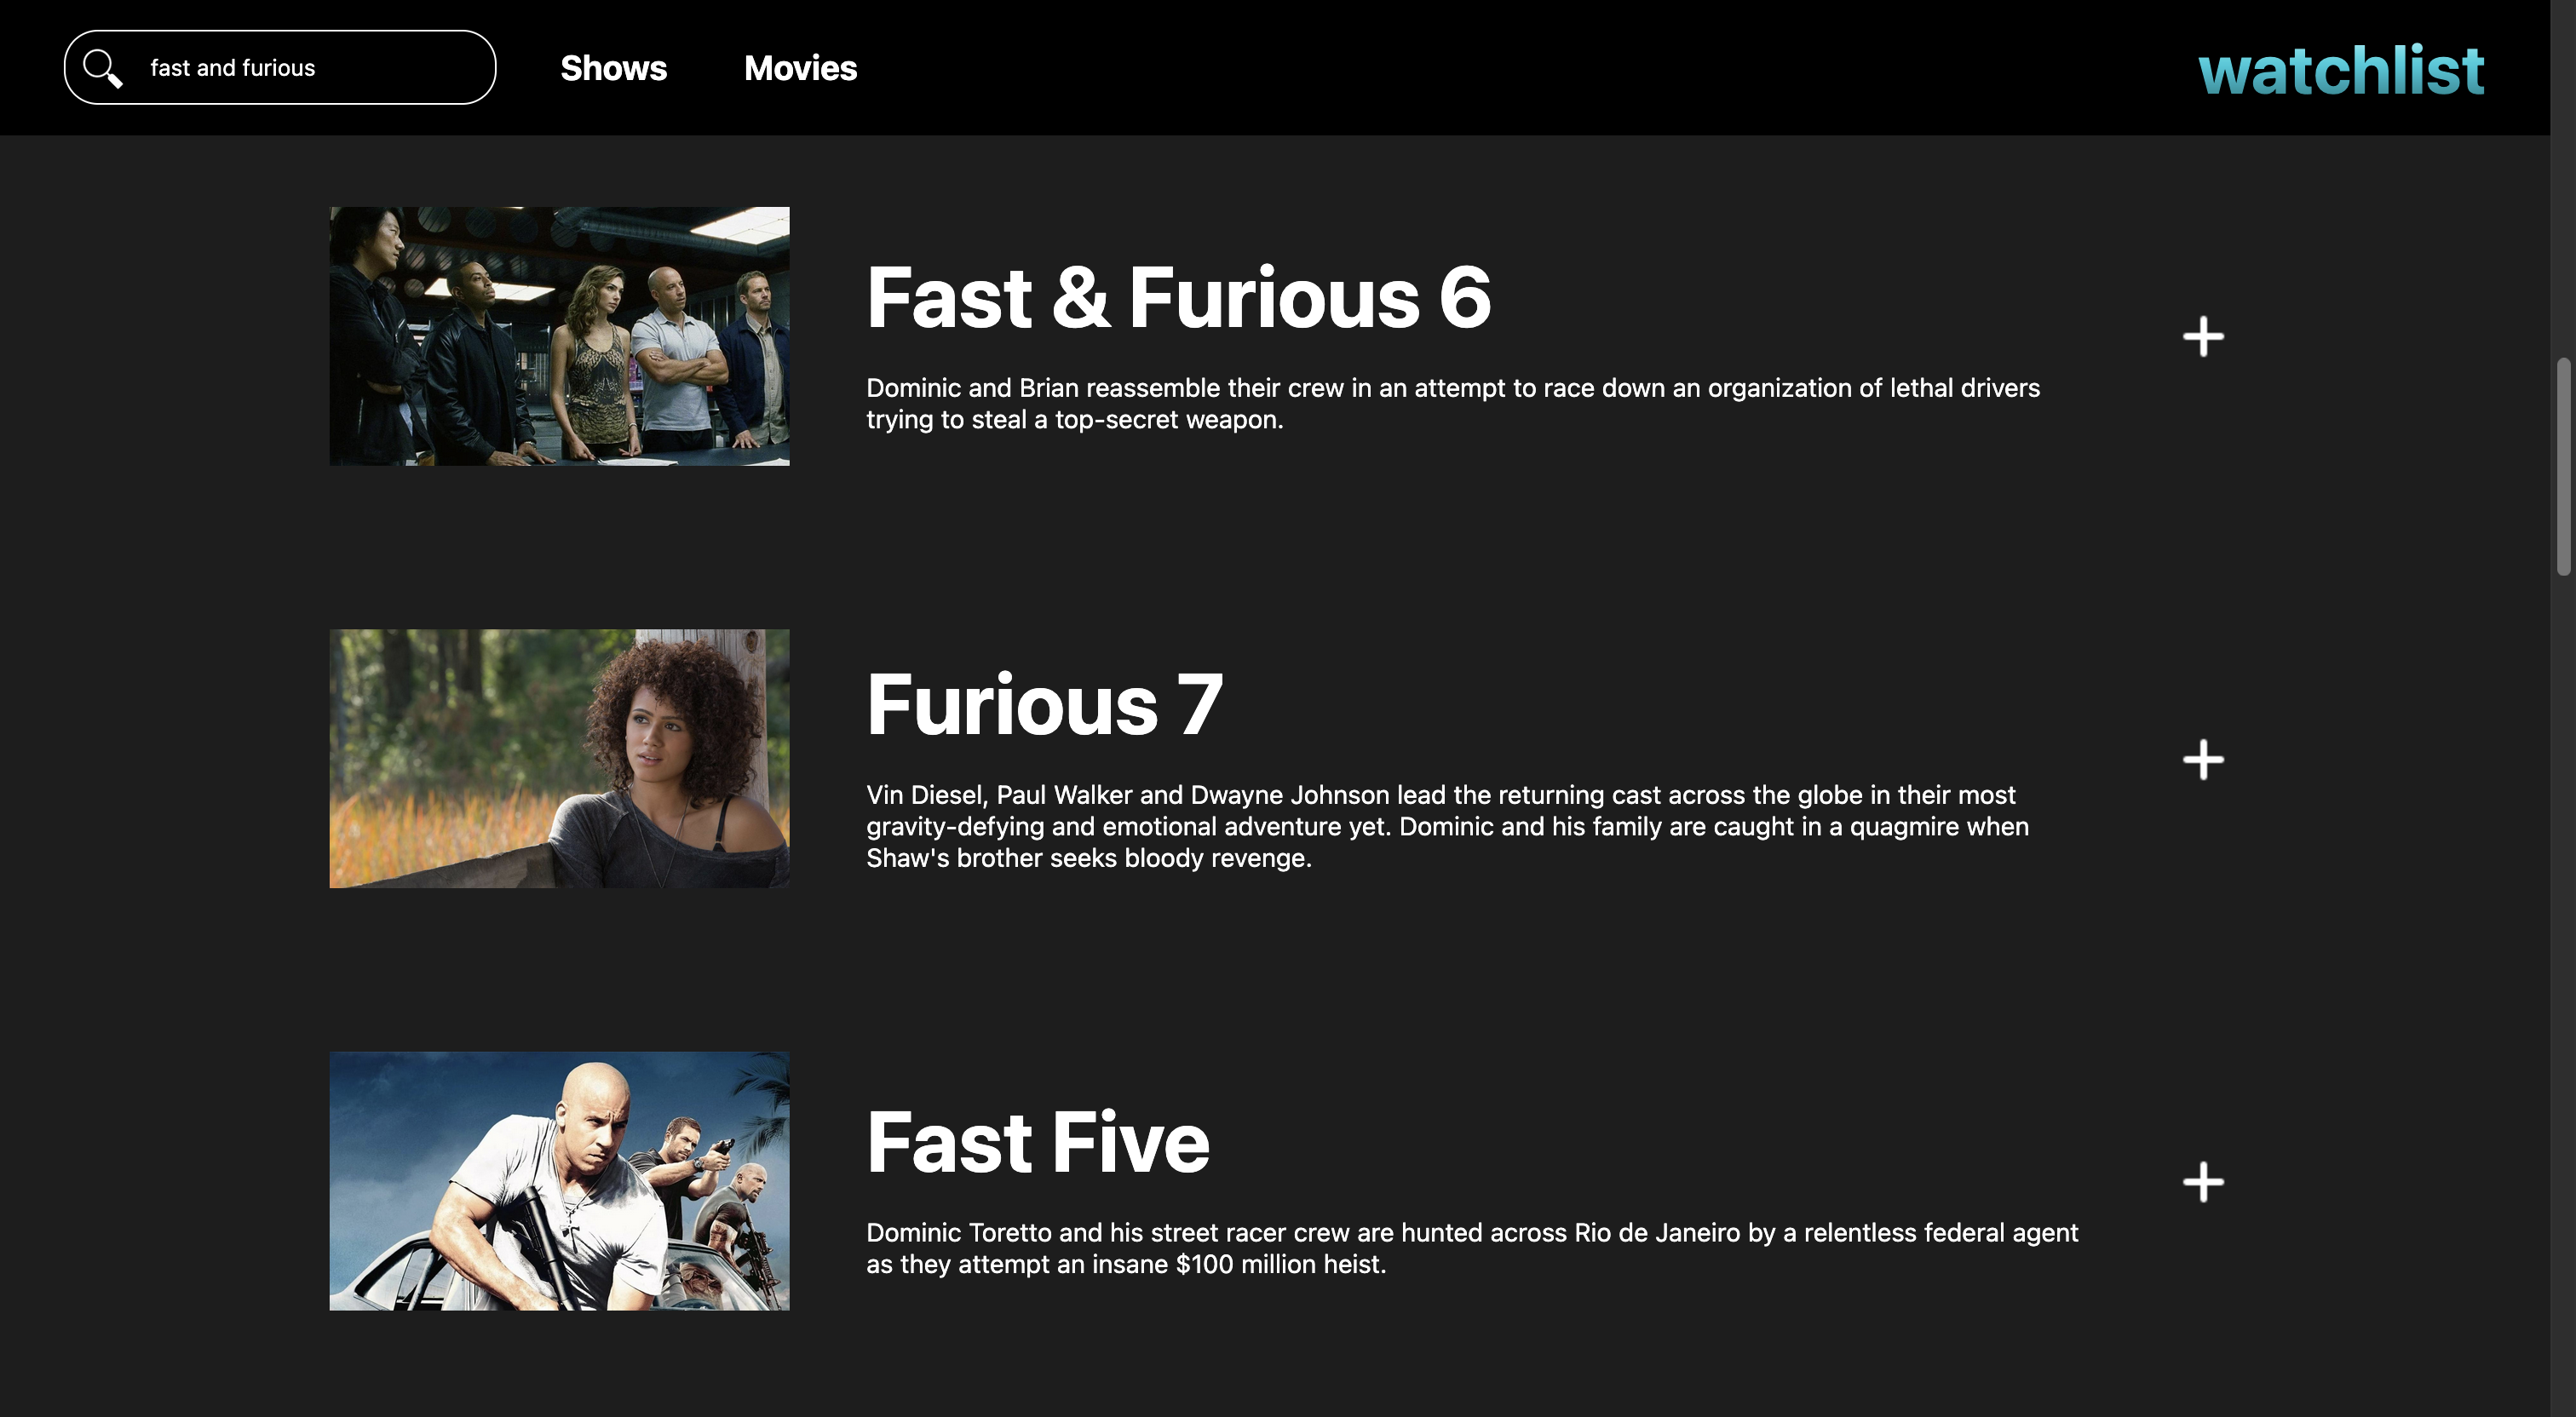 fast and furious
Shows
Movies
watchlist
Fast & Furious 6
Dominic and Brian reassemble their crew in an attempt to race down an organization of lethal drivers
trying to steal a top-secret weapon.
Furious 7
Vin Diesel, Paul Walker and Dwayne Johnson lead the returning cast across the globe in their most
gravity-defying and emotional adventure yet. Dominic and his family are caught in a quagmire when
Shaw's brother seeks bloody revenge.
Fast Five
Dominic Toretto and his street racer crew are hunted across Rio de Janeiro by a relentless federal agent
as they attempt an insane $100 million heist.